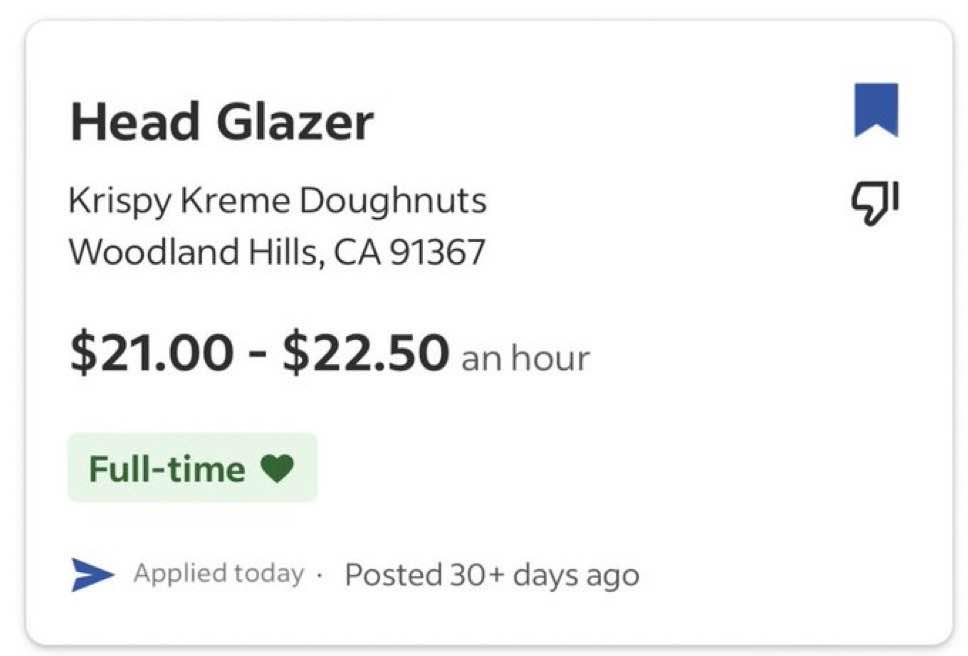 Head Glazer
Krispy Kreme Doughnuts
Woodland Hills, CA 91367
$21.00 - $22.50 an hour
Full-time
Applied today · Posted 30+ days ago